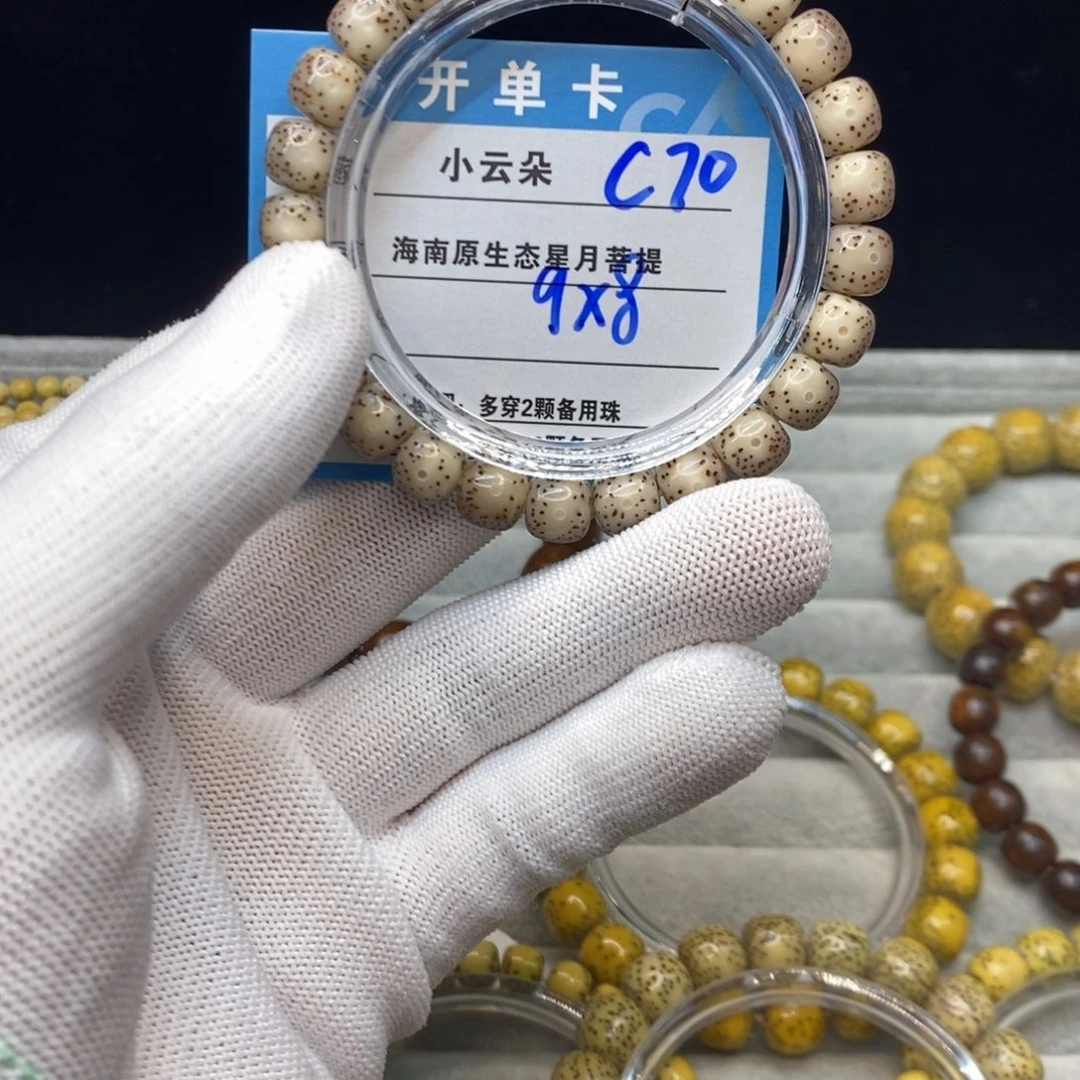 开单卡
小云朵 C70
海南原生态星月菩提
9x8
多穿2颗备用珠